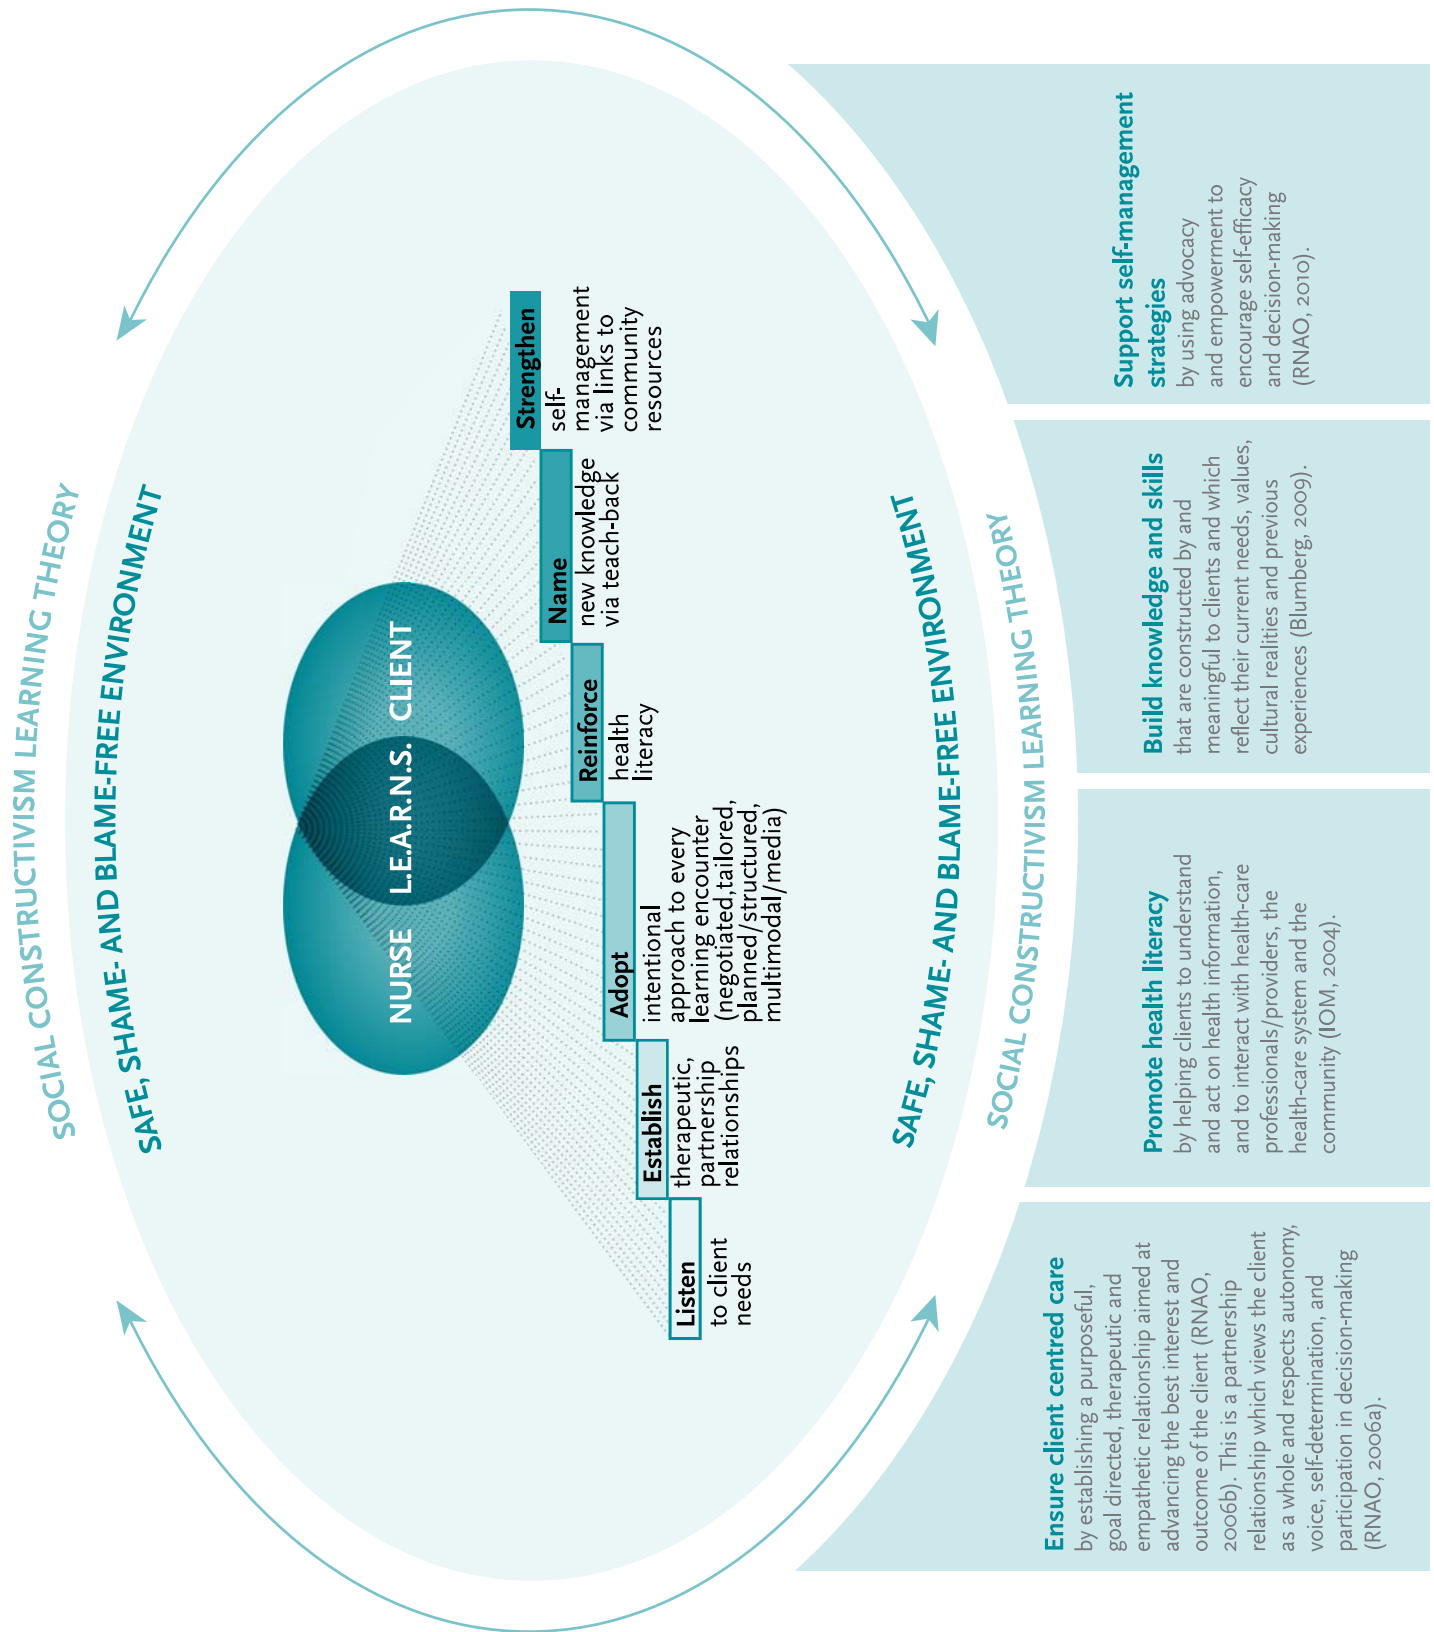 SOCIAL CONSTRUCTIVISM LEARNING THEORY
SAFE, SHAME- AND BLAME-FREE ENVIRONMENT
NURSE L.E.A.R.N.S. CLIENT
Listen
to client
needs
Establish
therapeutic,
partnership
relationships
Adopt
intentional
approach to every
learning encounter
(negotiated,tailored,
planned/structured,
multimodal/media)
Reinforce
health
literacy
Name
new knowledge
via teach-back
Strengthen
self-
management
via links to
community
resources
SAFE, SHAME- AND BLAME-FREE ENVIRONMENT
SOCIAL CONSTRUCTIVISM LEARNING THEORY
Ensure client centred care
by establishing a purposeful,
goal directed, therapeutic and
empathetic relationship aimed at
advancing the best interest and
outcome of the client (RNAO,
2006b). This is a partnership
relationship which views the client
as a whole and respects autonomy,
voice, self-determination, and
participation in decision-making
(RNAO, 2006a).
Promote health literacy
by helping clients to understand
and act on health information,
and to interact with health-care
professionals/providers, the
health-care system and the
community (IOM, 2004).
Build knowledge and skills
that are constructed by and
meaningful to clients and which
reflect their current needs, values,
cultural realities and previous
experiences (Blumberg, 2009).
Support self-management
strategies
by using advocacy
and empowerment to
encourage self-efficacy
and decision-making
(RNAO, 2010).